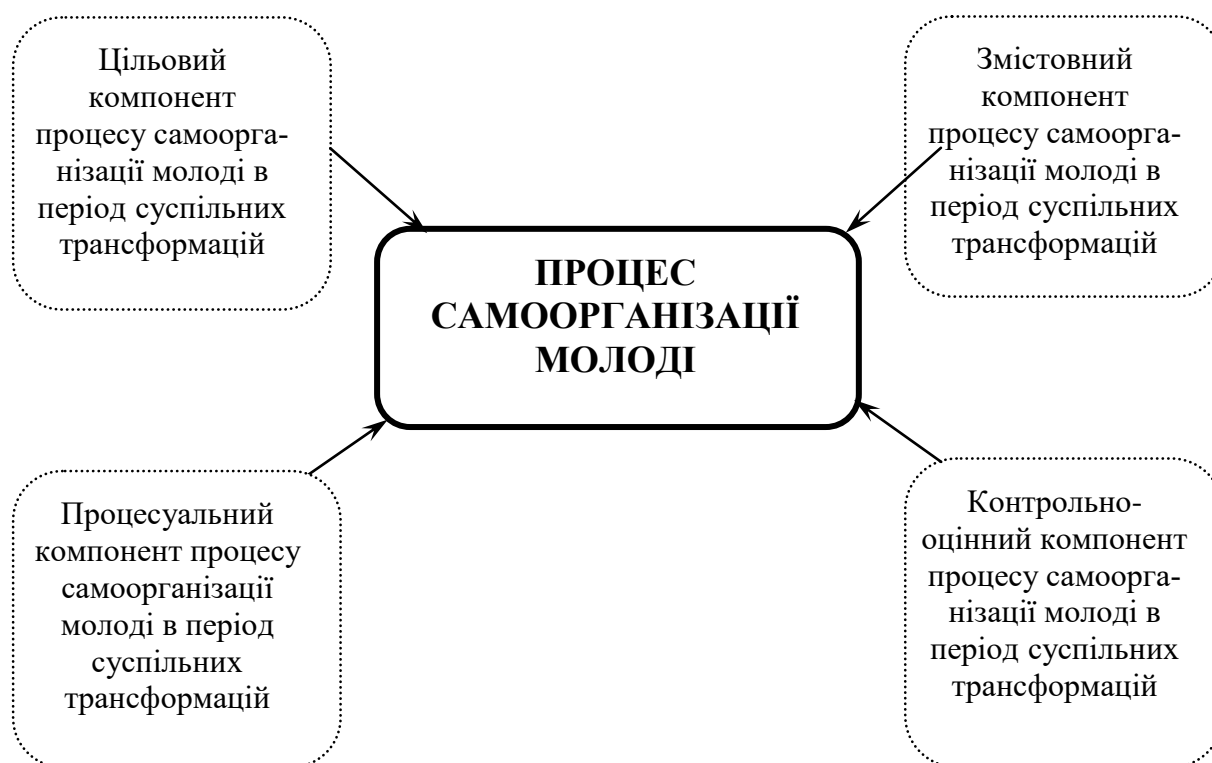 Цільовий
компонент
процесу самоорга-
нізації молоді в
період суспільних
трансформацій
Змістовний
компонент
процесу самоорга-
нізації молоді в
період суспільних
трансформацій
ПРОЦЕС
САМООРГАНІЗАЦІЇ
МОЛОДІ
Процесуальний
компонент процесу
самоорганізації
молоді в період
суспільних
трансформацій
Контрольно-
оцінний компонент
процесу самоорга-
нізації молоді в
період суспільних
трансформацій